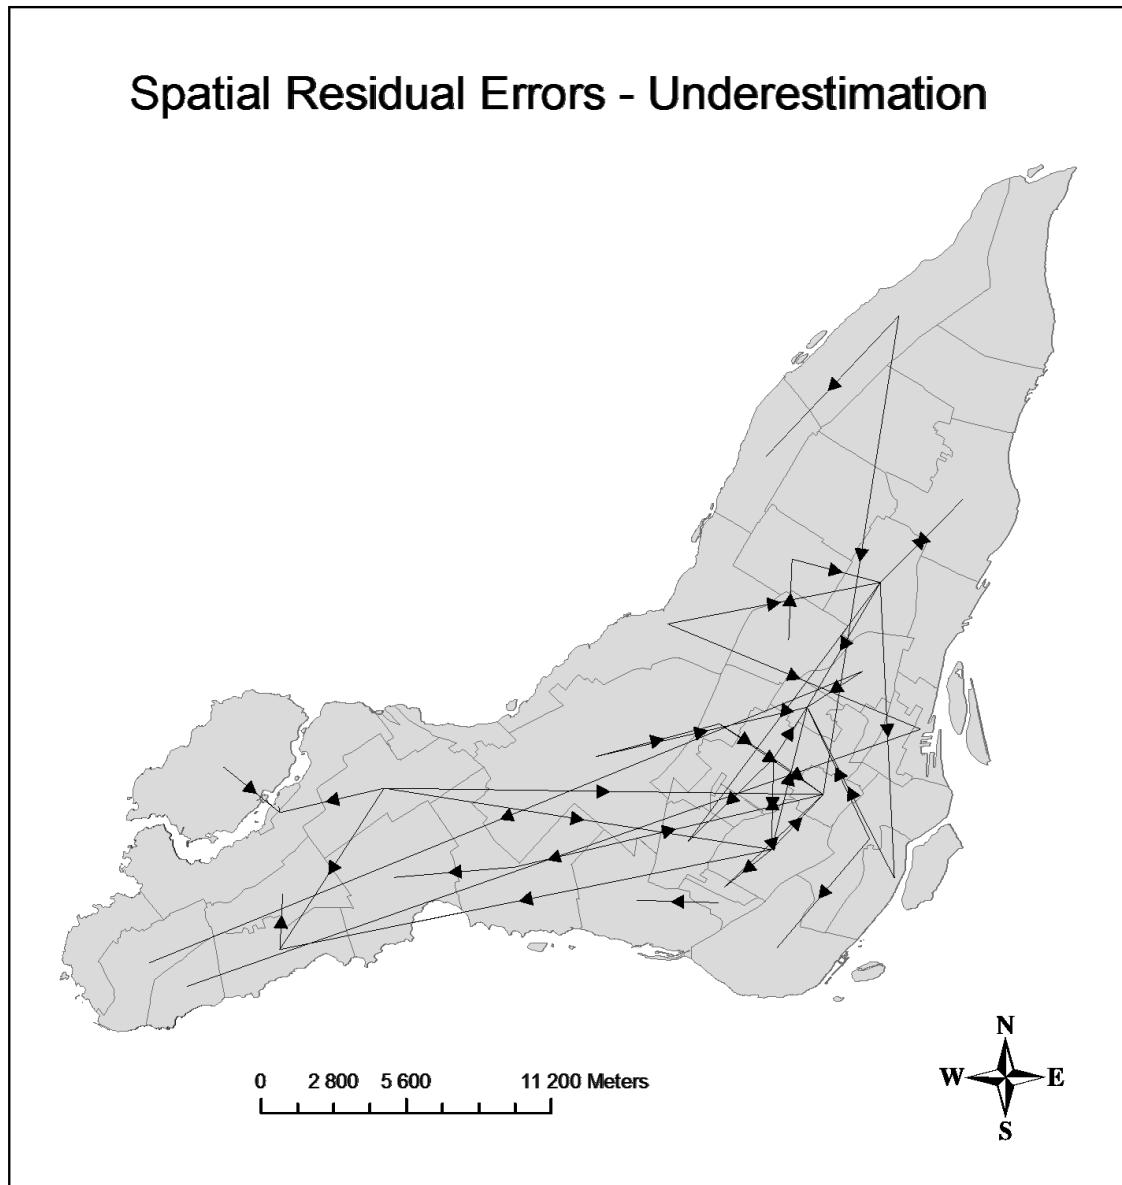 Spatial Residual Errors - Underestimation
N
W E
S
0 2 800 5 600 11 200 Meters